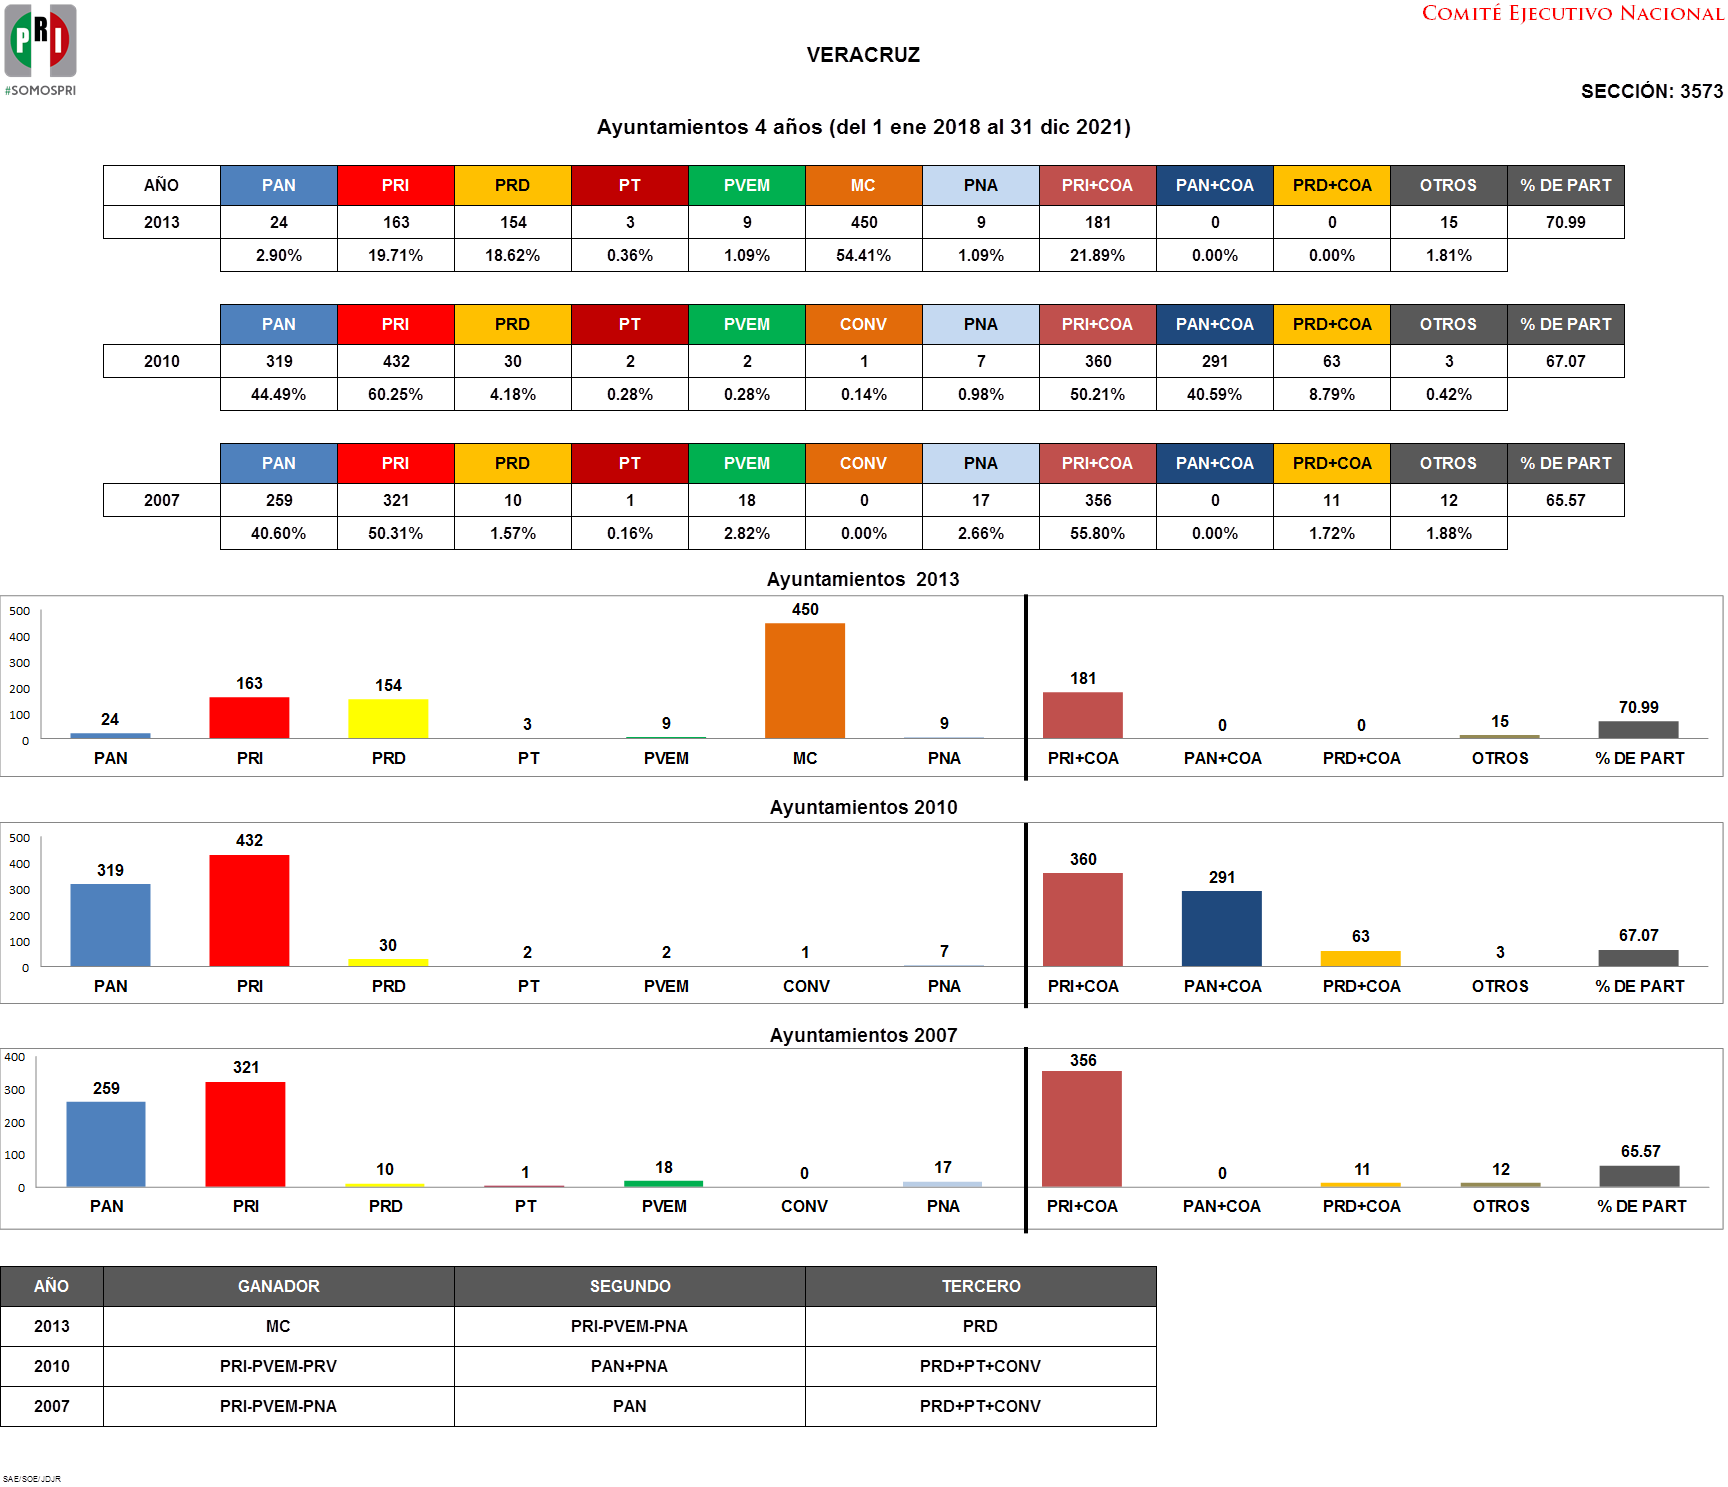 PRI
#SOMOSPRI
COMITÉ EJECUTIVO NACIONAL
VERACRUZ
SECCIÓN: 3573
Ayuntamientos 4 años (del 1 ene 2018 al 31 dic 2021)
AÑO PAN PRI PRD PT PVEM MC PNA PRI+COA PAN+COA PRD+COA OTROS % DE PART
2013 24 163 154 3 9 450 9 181 0 0 15 70.99
2.90% 19.71% 18.62% 0.36% 1.09% 54.41% 1.09% 21.89% 0.00% 0.00% 1.81%
PAN PRI PRD PT PVEM CONV PNA PRI+COA PAN+COA PRD+COA OTROS % DE PART
2010 319 432 30 2 2 1 7 360 291 63 3 67.07
44.49% 60.25% 4.18% 0.28% 0.28% 0.14% 0.98% 50.21% 40.59% 8.79% 0.42%
PAN PRI PRD PT PVEM CONV PNA PRI+COA PAN+COA PRD+COA OTROS % DE PART
2007 259 321 10 1 18 0 17 356 0 11 12 65.57
40.60% 50.31% 1.57% 0.16% 2.82% 0.00% 2.66% 55.80% 0.00% 1.72% 1.88%
Ayuntamientos 2013
500
400
300
200
100
0
24 163 154 3 9 450 9 181 0 0 15 70.99
PAN PRI PRD PT PVEM MC PNA PRI+COA PAN+COA PRD+COA OTROS % DE PART
Ayuntamientos 2010
500
400
300
200
100
0
319 432 30 2 2 1 7 360 291 63 3 67.07
PAN PRI PRD PT PVEM CONV PNA PRI+COA PAN+COA PRD+COA OTROS % DE PART
Ayuntamientos 2007
400
300
200
100
0
259 321 10 1 18 0 17 356 0 11 12 65.57
PAN PRI PRD PT PVEM CONV PNA PRI+COA PAN+COA PRD+COA OTROS % DE PART
AÑO GANADOR SEGUNDO TERCERO
2013 MC PRI-PVEM-PNA PRD
2010 PRI-PVEM-PRV PAN+PNA PRD+PT+CONV
2007 PRI-PVEM-PNA PAN PRD+PT+CONV
SAE/SOE/JDJR